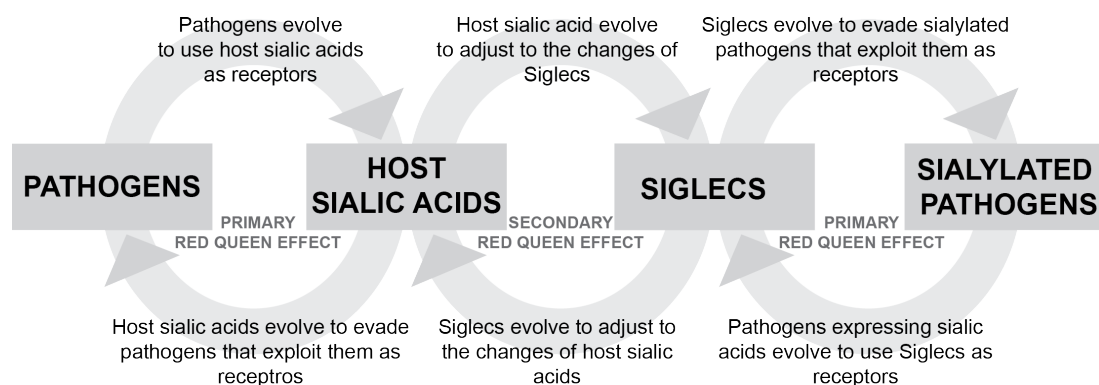 Pathogens evolve
to use host sialic acids
as receptors
Host sialic acid evolve
to adjust to the changes of
Siglecs
Siglecs evolve to evade sialylated
pathogens that exploit them as
receptors
PATHOGENS
HOST
SIALIC ACIDS
SIGLECS
SIALYLATED
PATHOGENS
PRIMARY
RED QUEEN EFFECT
SECONDARY
RED QUEEN EFFECT
PRIMARY
RED QUEEN EFFECT
Host sialic acids evolve to evade
pathogens that exploit them as
receptros
Siglecs evolve to adjust to
the changes of host sialic
acids
Pathogens expressing sialic
acids evolve to use Siglecs as
receptors